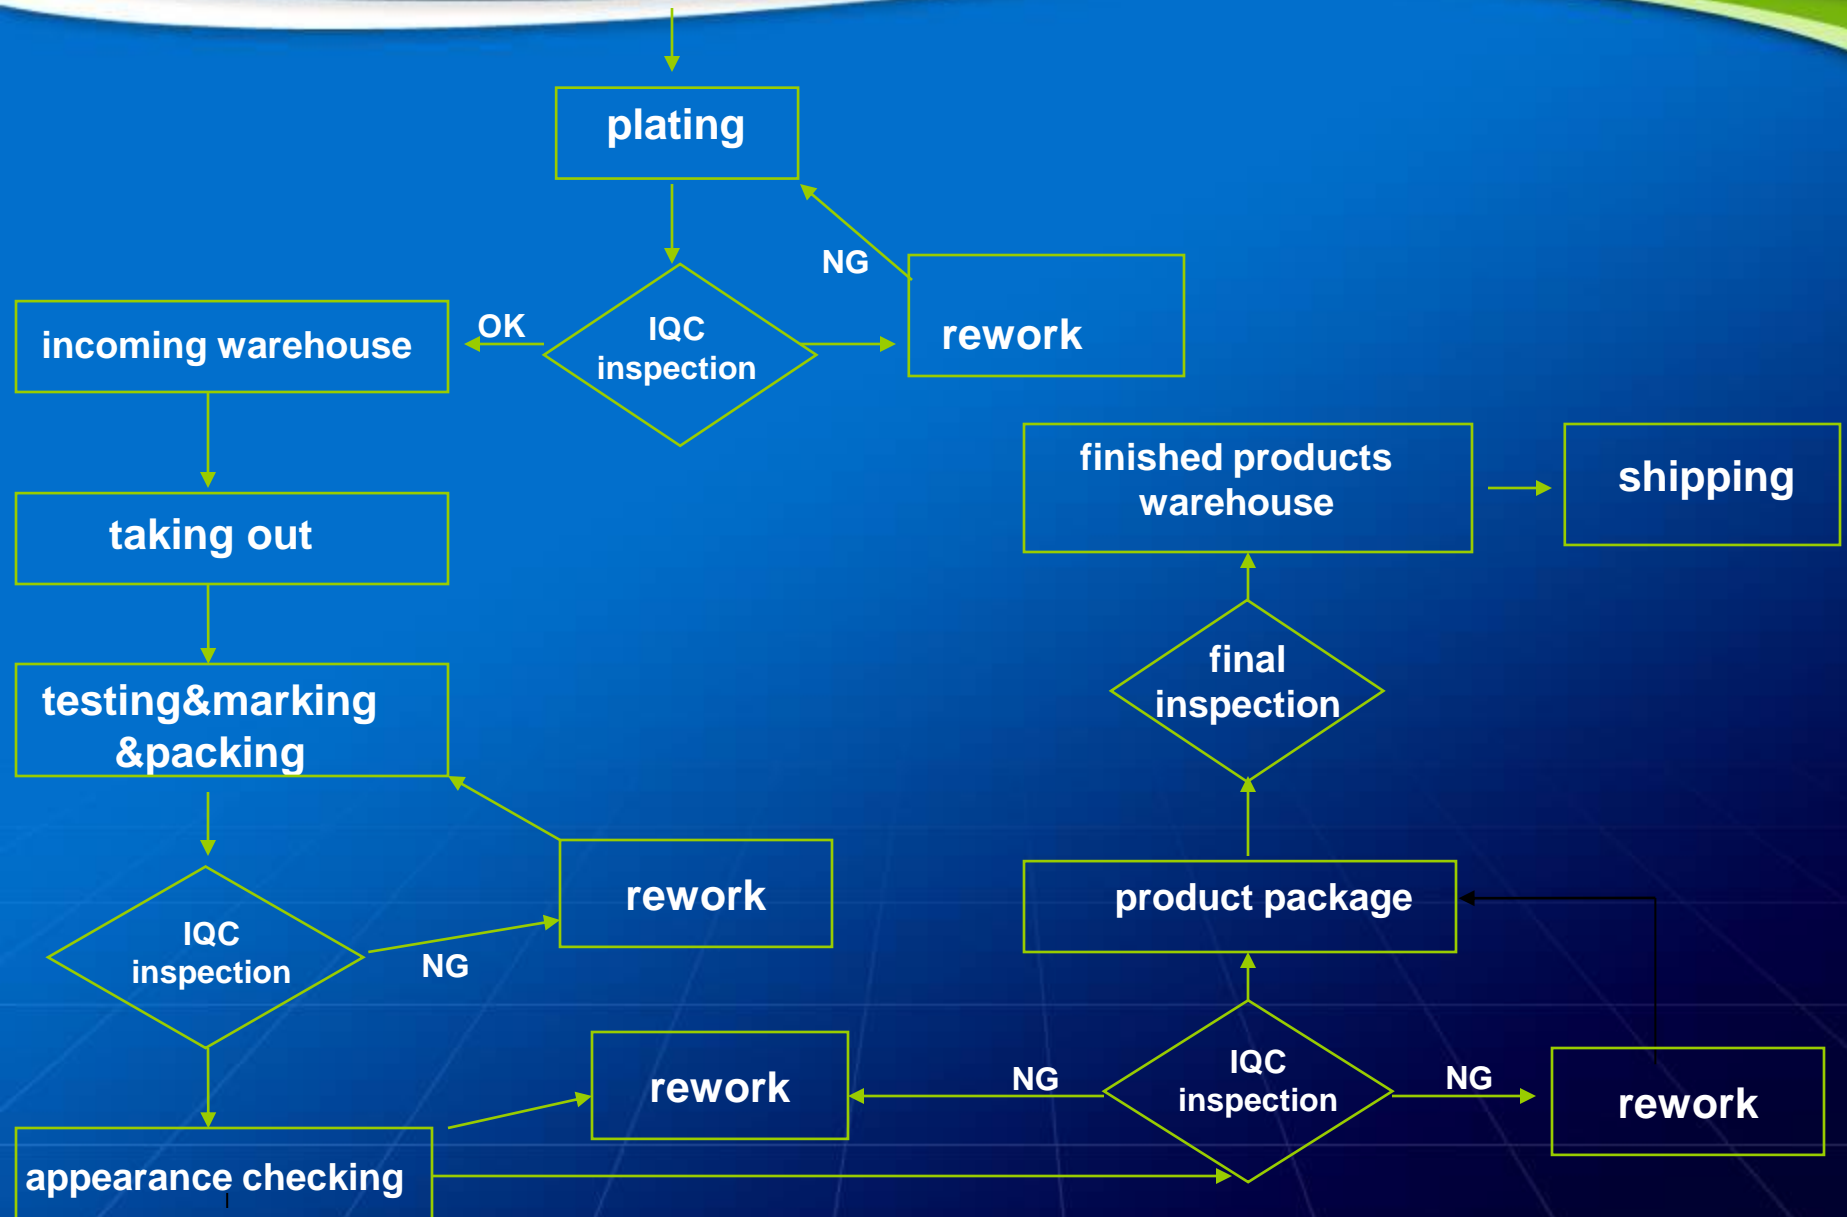 plating
NG
OK
IQC
inspection
rework
incoming warehouse
finished products
warehouse
shipping
taking out
final
inspection
testing&marking
&packing
rework
product package
IQC
inspection
NG
rework
NG
IQC
inspection
NG
rework
appearance checking